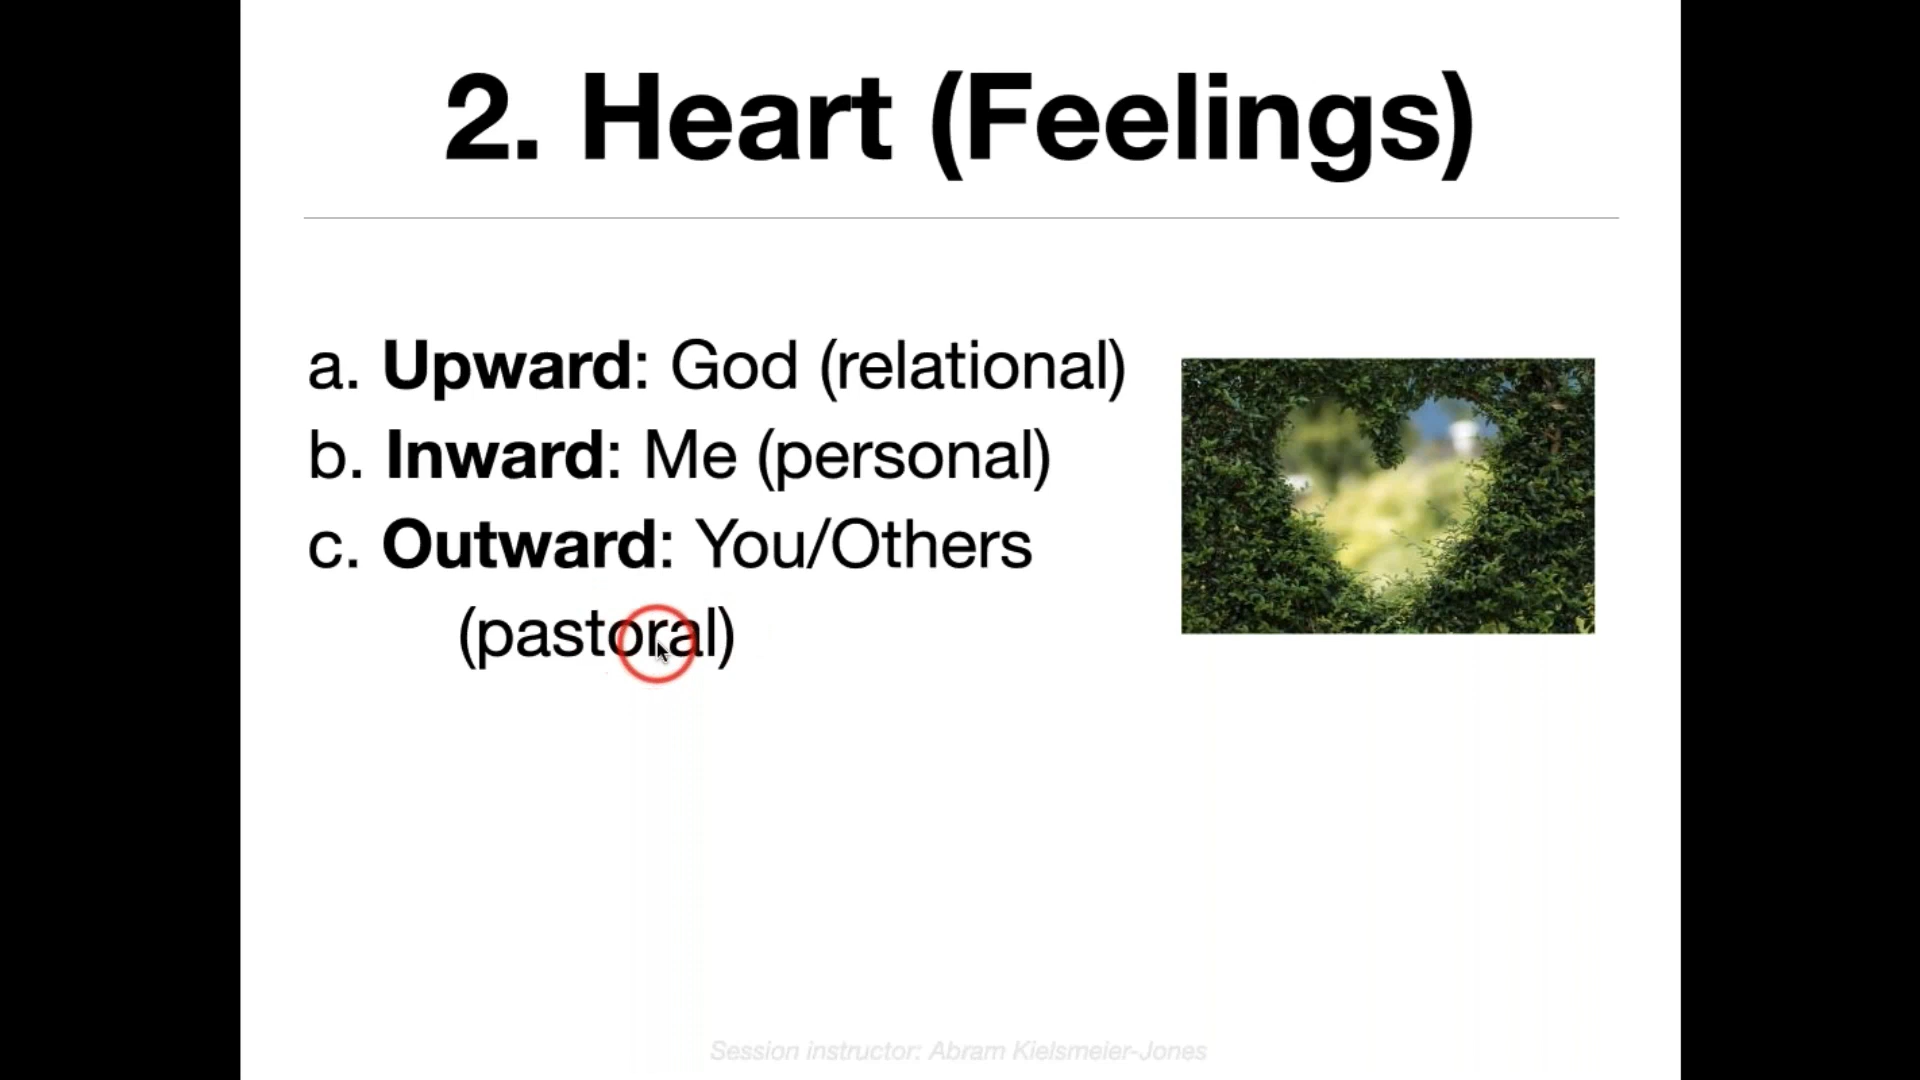 2. Heart (Feelings)
a. Upward: God (relational)
b. Inward: Me (personal)
c. Outward: You/Others
(pastoral)
Session instructor: Abram Kielsmeier-Jones